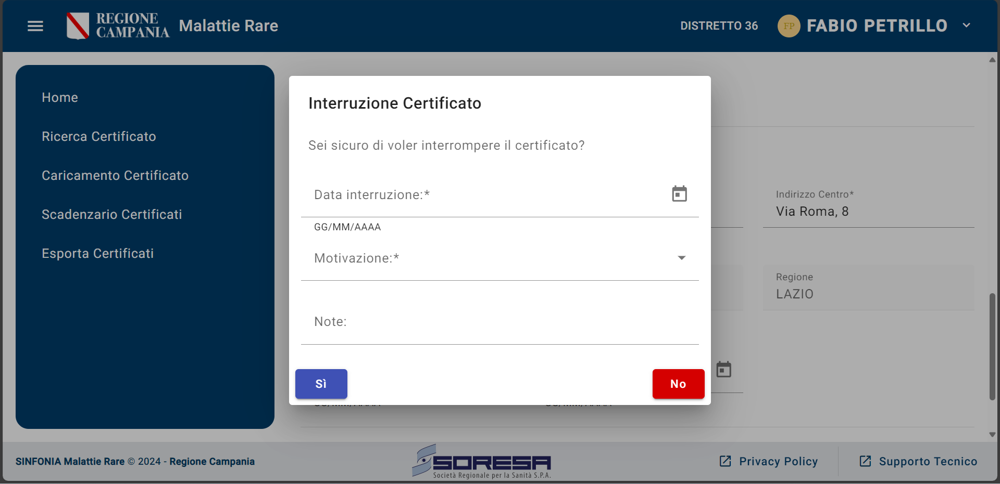 REGIONE
CAMPANIA
Malattie Rare
DISTRETTO 36
FP
FABIO PETRILLO
Home
Ricerca Certificato
Caricamento Certificato
Scadenzario Certificati
Esporta Certificati
Interruzione Certificato
Sei sicuro di voler interrompere il certificato?
Data interruzione:*
GG/MM/AAAA
Motivazione:*
Note:
Sì
No
Indirizzo Centro*
Via Roma, 8
Regione
LAZIO
SINFONIA Malattie Rare © 2024 - Regione Campania
SORESA
Società Regionale per la Sanità S.P.A.
Privacy Policy
Supporto Tecnico